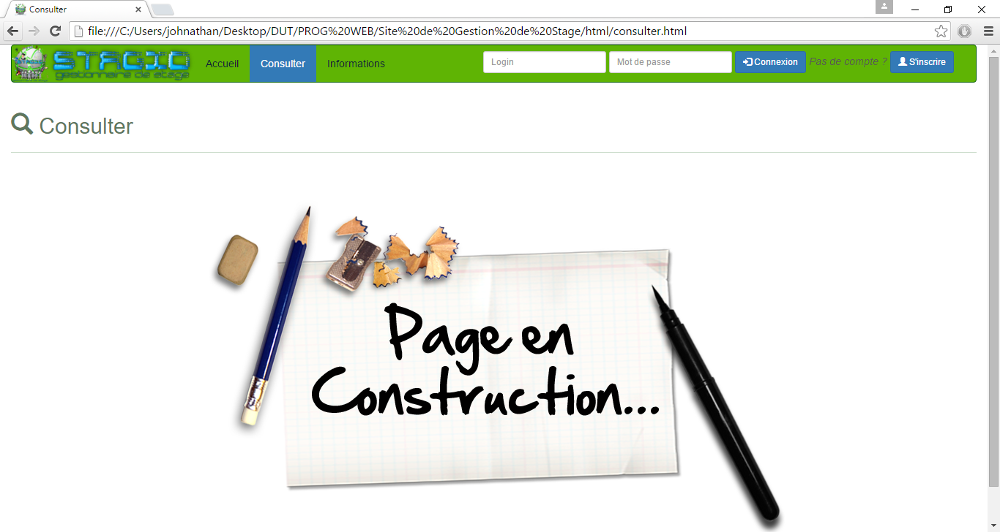 Consulter
file:///C:/Users/johnathan/Desktop/DUT/PROG%20WEB/Site%20de%20Gestion%20de%20Stage/html/consulter.html
STAGIO
gestionnaire de stage
Accueil
Consulter
Informations
Login
Mot de passe
Connexion
Pas de compte ?
S'inscrire
Consulter
Page en
Construction...